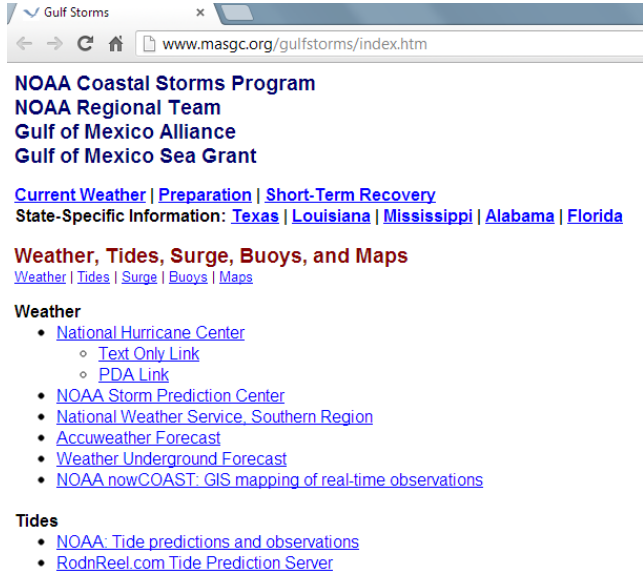 Gulf Storms
www.masgc.org/gulfstorms/index.htm
NOAA Coastal Storms Program
NOAA Regional Team
Gulf of Mexico Alliance
Gulf of Mexico Sea Grant
Current Weather | Preparation | Short-Term Recovery
State-Specific Information: Texas | Louisiana | Mississippi | Alabama | Florida
Weather, Tides, Surge, Buoys, and Maps
Weather | Tides | Surge | Buoys | Maps
Weather
National Hurricane Center
Text Only Link
PDA Link
NOAA Storm Prediction Center
National Weather Service, Southern Region
Accuweather Forecast
Weather Underground Forecast
NOAA nowCOAST: GIS mapping of real-time observations
Tides
NOAA: Tide predictions and observations
RodnReel.com Tide Prediction Server